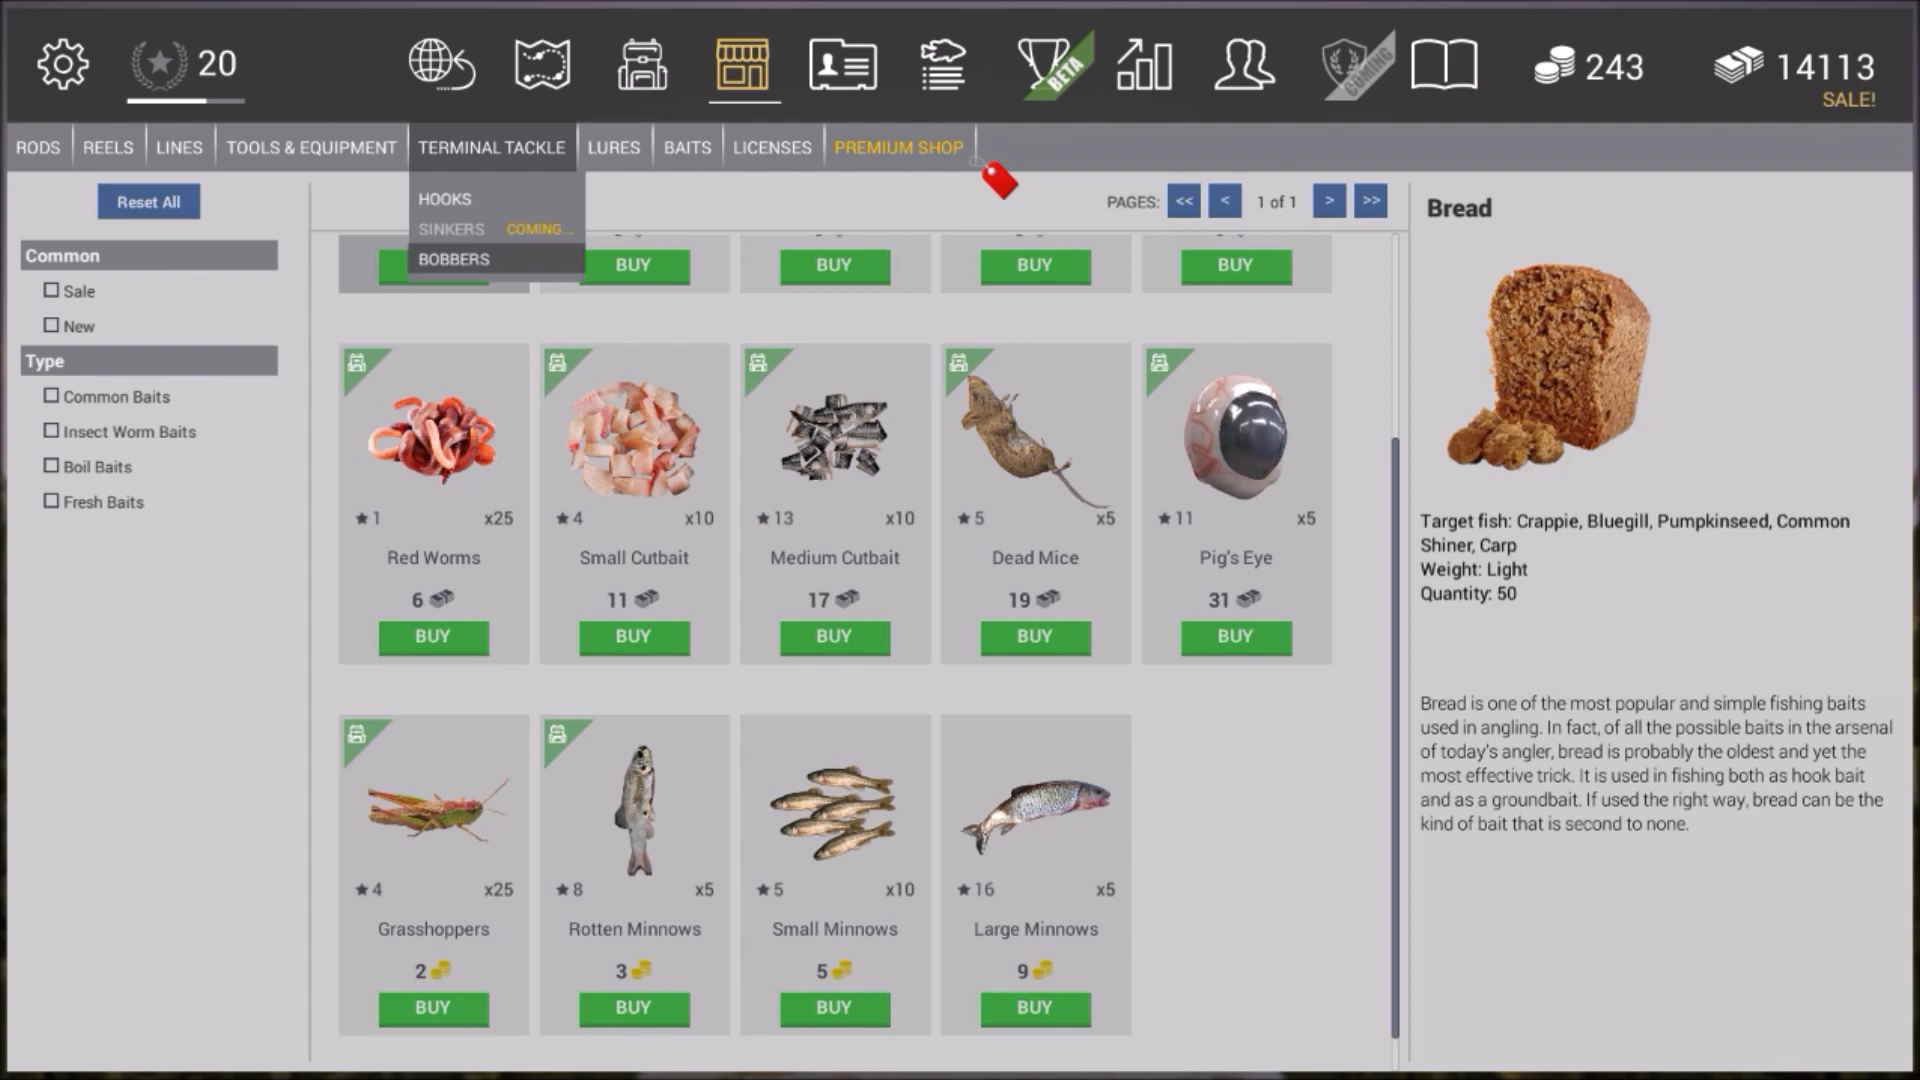 20
BETA
COMING
243
14113
SALE!
RODS
REELS
LINES
TOOLS & EQUIPMENT
TERMINAL TACKLE
LURES
BAITS
LICENSES
PREMIUM SHOP
HOOKS
SINKERS COMING...
BOBBERS
Reset All
Common
Sale
New
Type
Common Baits
Insect Worm Baits
Boil Baits
Fresh Baits
PAGES: << < 1 of 1 > >>
BUY
BUY
BUY
BUY
1 x25
Red Worms
6
BUY
4 x10
Small Cutbait
11
BUY
13 x10
Medium Cutbait
17
BUY
5 x5
Dead Mice
19
BUY
11 x5
Pig's Eye
31
BUY
4 x25
Grasshoppers
2
BUY
8 x5
Rotten Minnows
3
BUY
5 x10
Small Minnows
5
BUY
16 x5
Large Minnows
9
BUY
Bread
Target fish: Crappie, Bluegill, Pumpkinseed, Common
Shiner, Carp
Weight: Light
Quantity: 50
Bread is one of the most popular and simple fishing baits
used in angling. In fact, of all the possible baits in the arsenal
of today's angler, bread is probably the oldest and yet the
most effective trick. It is used in fishing both as hook bait
and as a groundbait. If used the right way, bread can be the
kind of bait that is second to none.